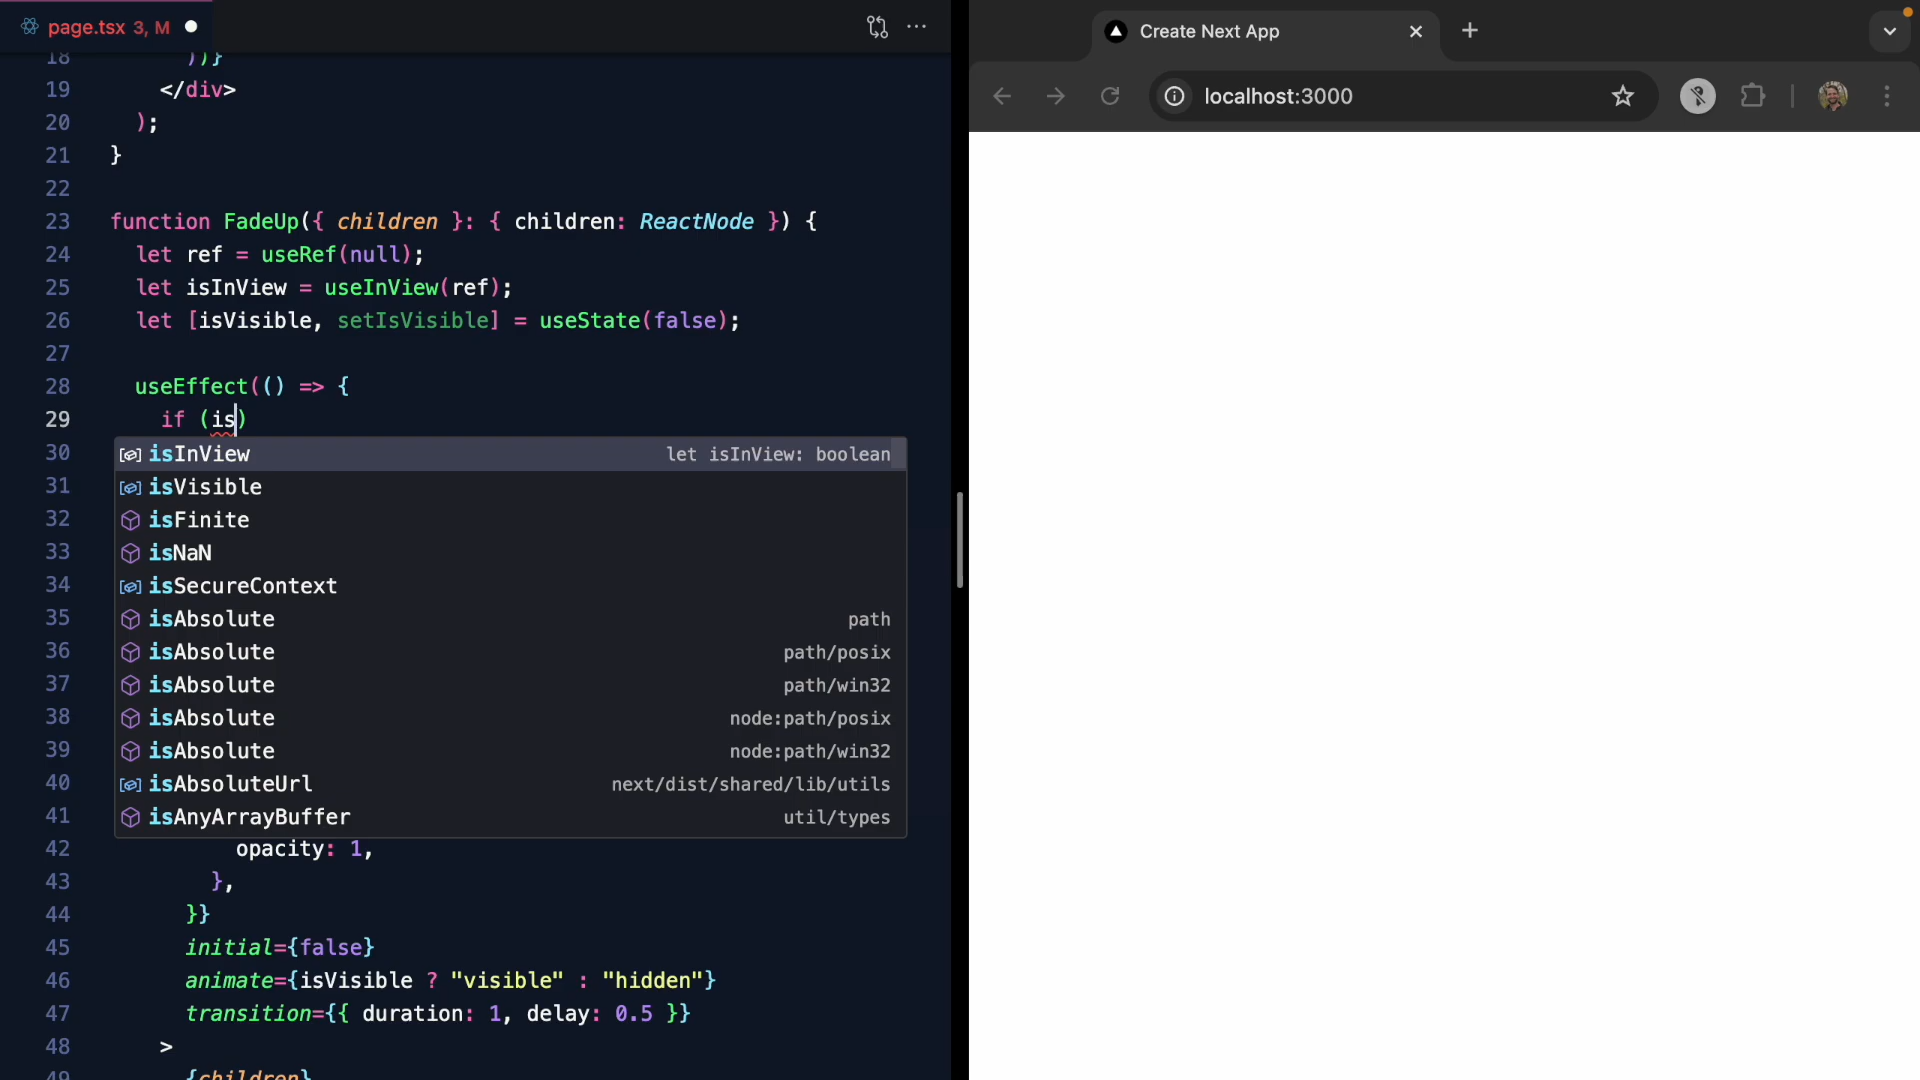 page.tsx 3, M
18 ))}
19 </div>
20 );
21 }
22
23 function FadeUp({ children }: { children: ReactNode }) {
24 let ref = useRef(null);
25 let isInView = useInView(ref);
26 let [isVisible, setIsVisible] = useState(false);
27
28 useEffect(() => {
29 if (is)
30 isInView let isInView: boolean
31 isVisible
32 isFinite
33 isNaN
34 isSecureContext
35 isAbsolute path
36 isAbsolute path/posix
37 isAbsolute path/win32
38 isAbsolute node:path/posix
39 isAbsolute node:path/win32
40 isAbsoluteUrl next/dist/shared/lib/utils
41 isAnyArrayBuffer util/types
42 opacity: 1,
43 },
44 }}
45 initial={false}
46 animate={isVisible ? "visible" : "hidden"}
47 transition={{ duration: 1, delay: 0.5 }}
48 >
49 {children}
Create Next App
localhost:3000